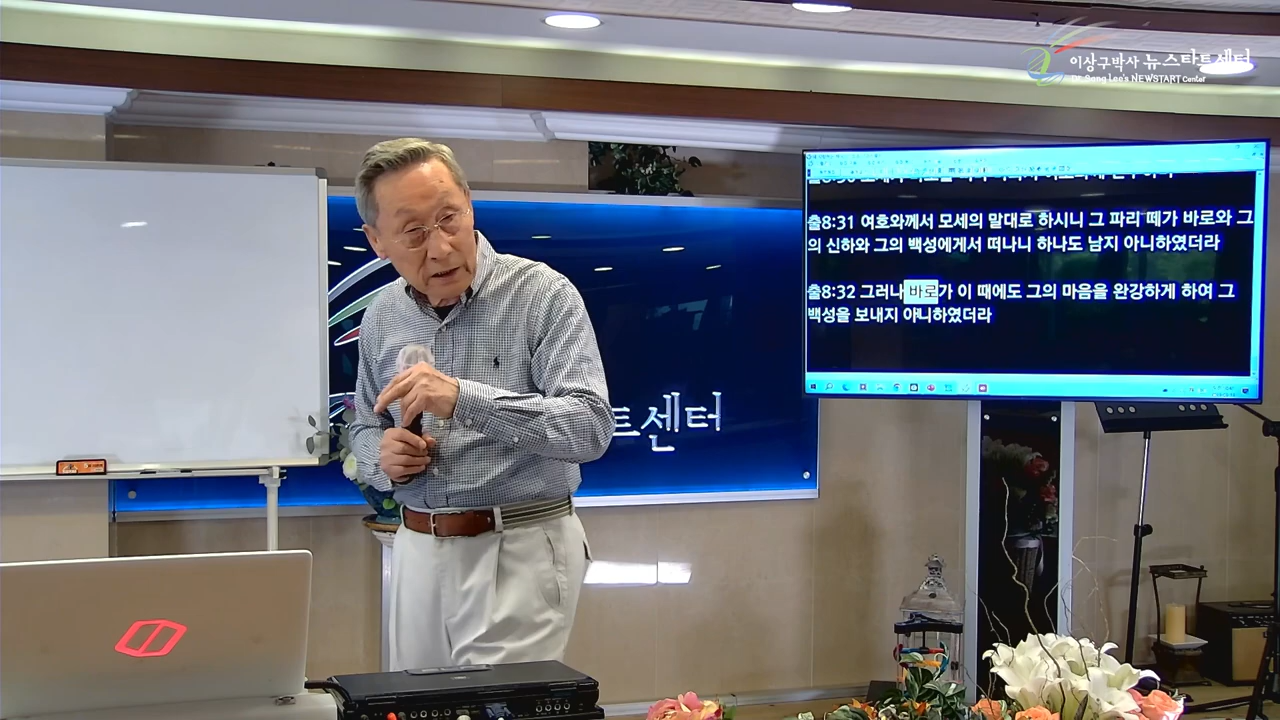 이상구박사 뉴스타트센터
Dr. Sang Lee's NEWSTART Center
출8:31 여호와께서 모세의 말대로 하시니 그 파리 떼가 바로와 그
의 신하와 그의 백성에게서 떠나니 하나도 남지 아니하였더라
출8:32 그러나 바로가 이 때에도 그의 마음을 완강하게 하여 그
백성을 보내지 아니하였더라
트센터